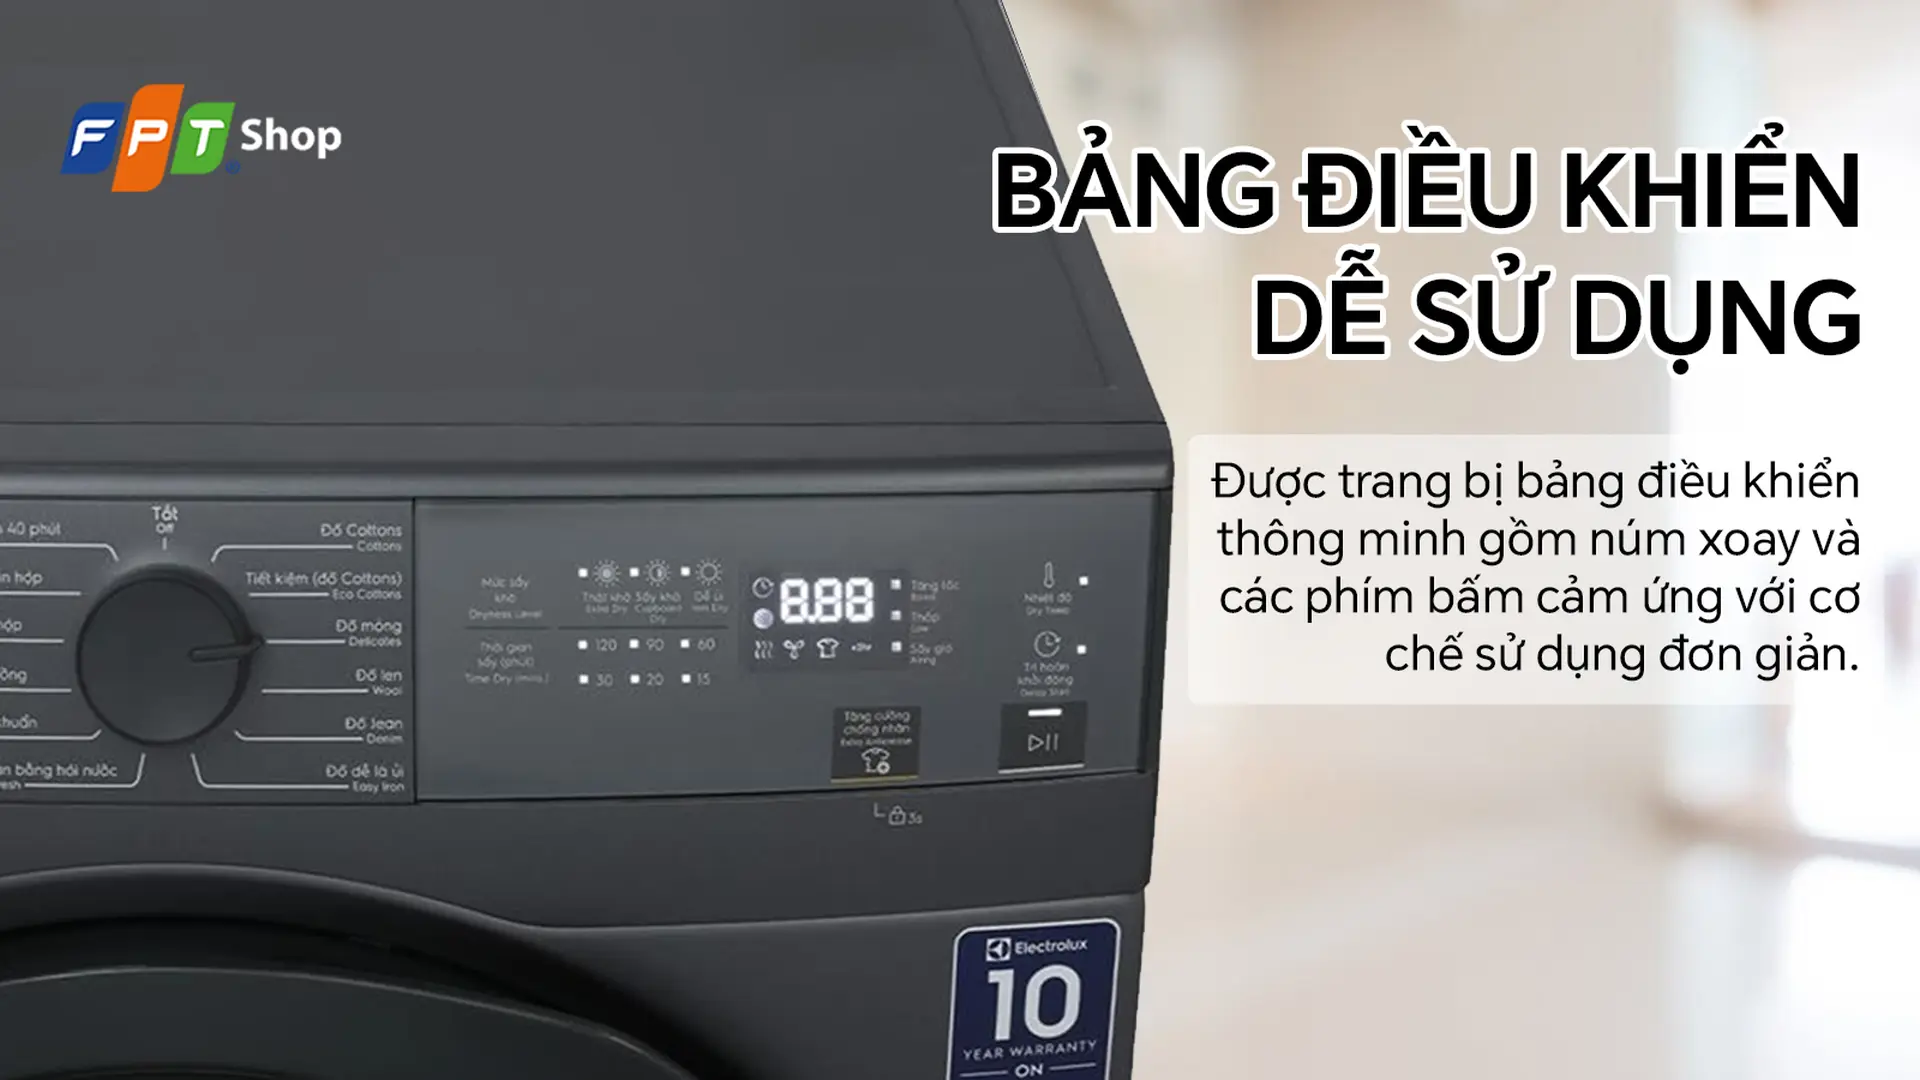 FPT Shop
BẢNG ĐIỀU KHIỂN
DỄ SỬ DỤNG
Được trang bị bảng điều khiển
thông minh gồm núm xoay và
các phím bấm cảm ứng với cơ
chế sử dụng đơn giản.
Tắt
Off
40 phút
Đồ Cottons
Cottons
hộp
Tiết kiệm (đồ Cottons)
Eco Cottons
Đồ mỏng
Delicates
Đồ len
Wool
chuẩn
Đồ Jean
Denim
bằng hơi nước
Đồ dễ là ủi
Easy Iron
Mức sấy
khô
Dryness Level
Thật khô Sấy khô Dễ ủi
Extra Dry Cupboard Dry Iron Dry
Thời gian
sấy (phút)
Time Dry (mins.)
120 90 60
30 20 15
8.88
Tăng tốc
Thấp
Low
Sấy gió
Airing
Nhiệt độ
Dry Temp
Trì hoãn
khởi động
Delay Start
Tăng cường
chống nhăn
Extra Anticrease
3s
Electrolux
10
YEAR WARRANTY
ON